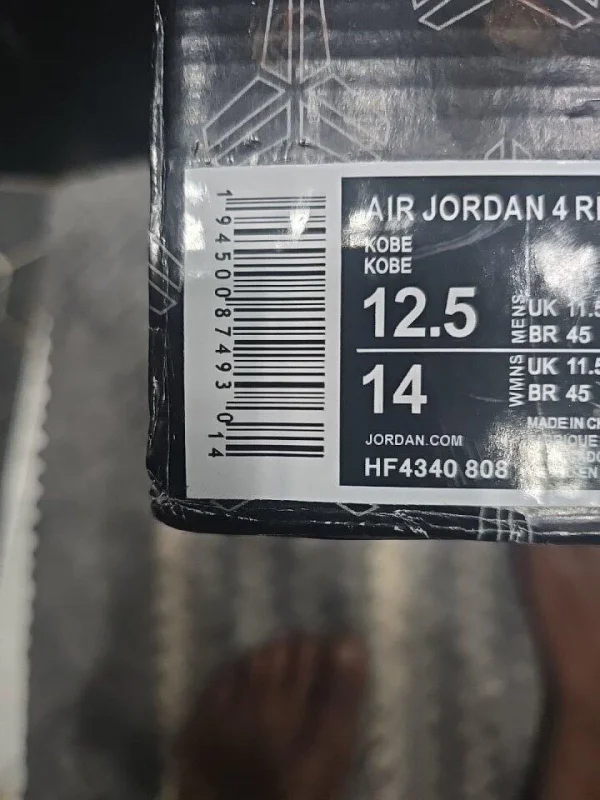 194500874930 14
AIR JORDAN 4
KOBE
KOBE
12.5
MENS
UK 11.5
BR 45
14
WMNS
UK 11.5
BR 45
MADE IN
JORDAN.COM
HF4340 808